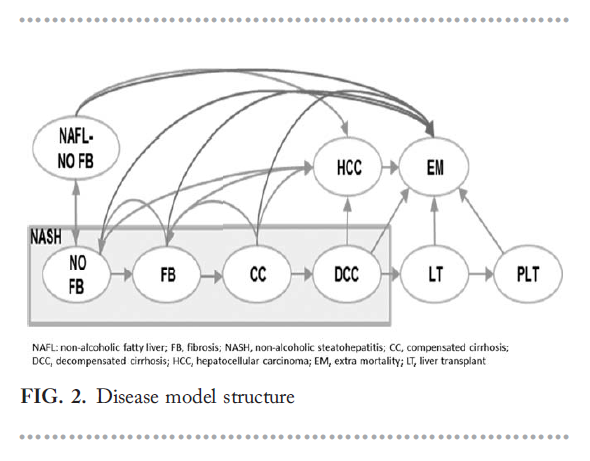 NAFL-
NO FB
HCC
EM
NASH
NO
FB
FB
CC
DCC
LT
PLT
NAFL: non-alcoholic fatty liver; FB, fibrosis; NASH, non-alcoholic steatohepatitis; CC, compensated cirrhosis;
DCC, decompensated cirrhosis; HCC, hepatocellular carcinoma; EM, extra mortality; LT, liver transplant
FIG. 2. Disease model structure